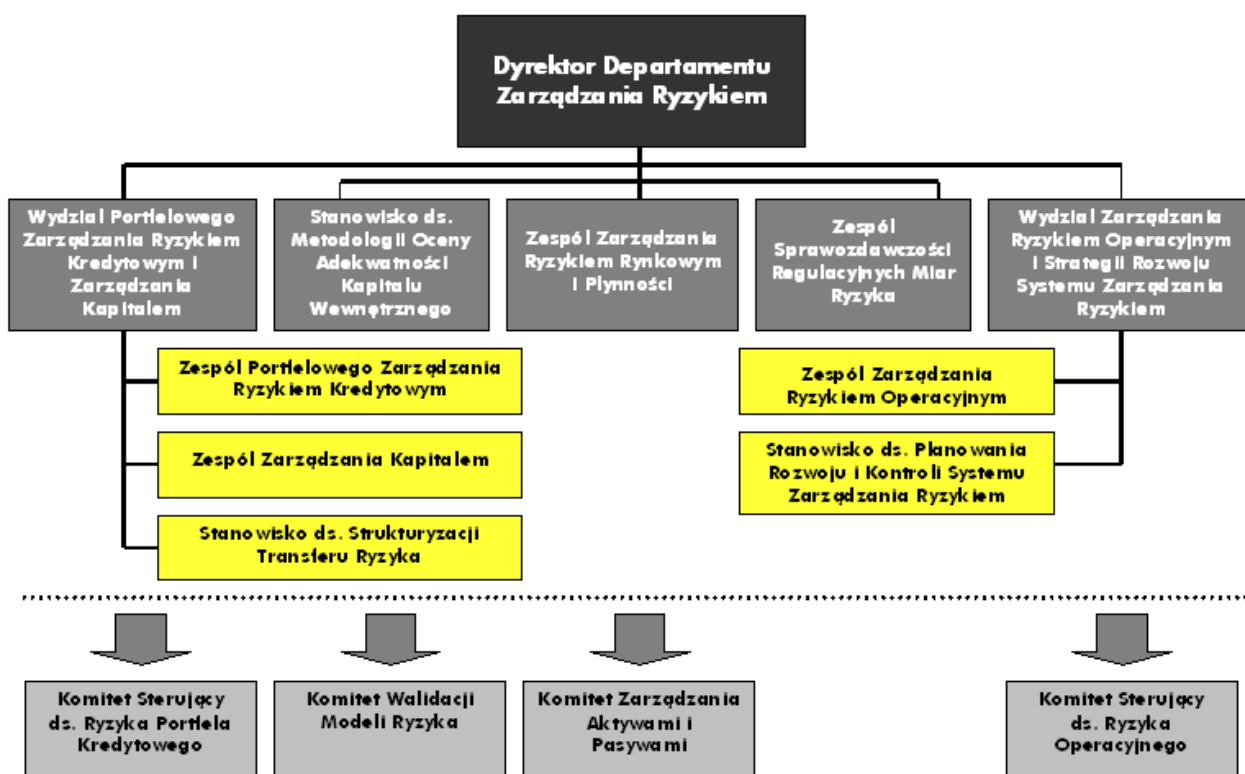 Dyrektor Departamentu
Zarządzania Ryzykiem
Wydział Portfelowego
Zarządzania Ryzykiem
Kredytowym i
Zarządzania
Kapitałem
Stanowisko ds.
Metodologii Oceny
Adekwatności
Kapitału
Wewnętrznego
Zespół Zarządzania
Ryzykiem Rynkowym
i Płynności
Zespół
Sprawozdawczości
Regulacyjnych Miar
Ryzyka
Wydział Zarządzania
Ryzykiem Operacyjnym
i Strategii Rozwoju
Systemu Zarządzania
Ryzykiem
Zespół Portfelowego Zarządzania
Ryzykiem Kredytowym
Zespół Zarządzania Kapitałem
Stanowisko ds. Strukturyzacji
Transferu Ryzyka
Zespół Zarządzania
Ryzykiem Operacyjnym
Stanowisko ds. Planowania
Rozwoju i Kontroli Systemu
Zarządzania Ryzykiem
Komitet Sterujący
ds. Ryzyka Portfela
Kredytowego
Komitet Walidacji
Modeli Ryzyka
Komitet Zarządzania
Aktywami i
Pasywami
Komitet Sterujący
ds. Ryzyka
Operacyjnego